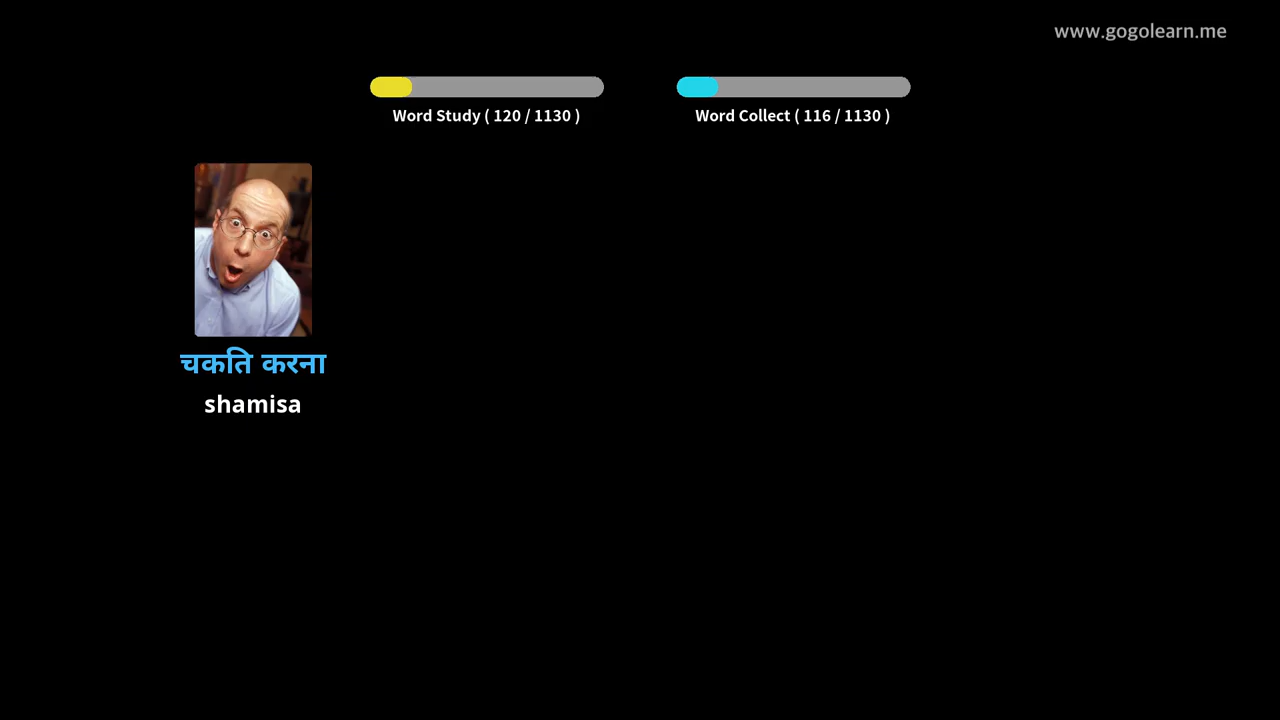 www.gogolearn.me
Word Study ( 120 / 1130 )
Word Collect ( 116 / 1130 )
चकति करना
shamisa